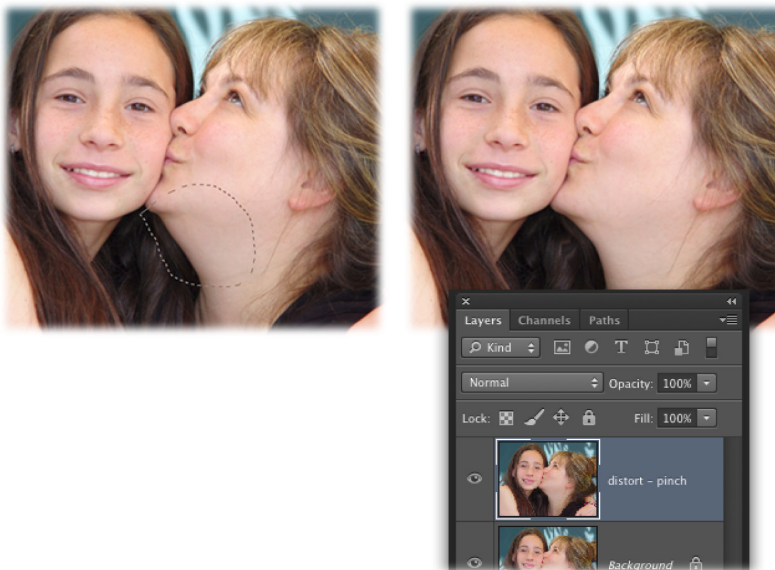 Layers Channels Paths
Kind T
Normal Opacity: 100%
Lock: Fill: 100%
distort – pinch
Background